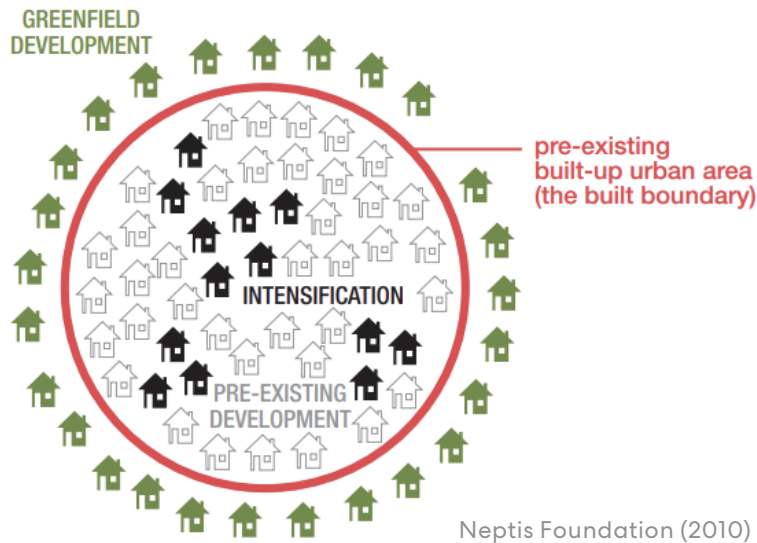 GREENFIELD
DEVELOPMENT
pre-existing
built-up urban area
(the built boundary)
INTENSIFICATION
PRE-EXISTING
DEVELOPMENT
Neptis Foundation (2010)